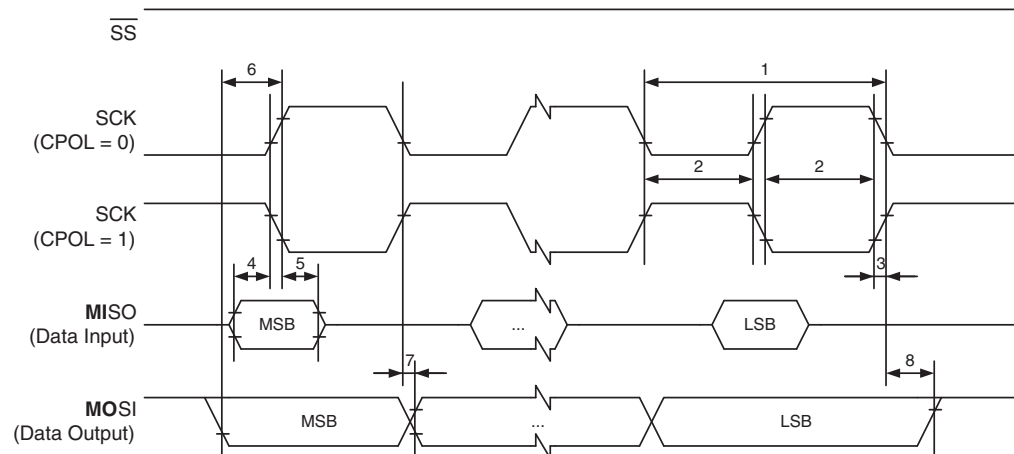 SS
6
1
SCK
(CPOL = 0)
2
2
SCK
(CPOL = 1)
4
5
3
MISO
(Data Input)
MSB
...
LSB
7
8
MOSI
(Data Output)
MSB
...
LSB